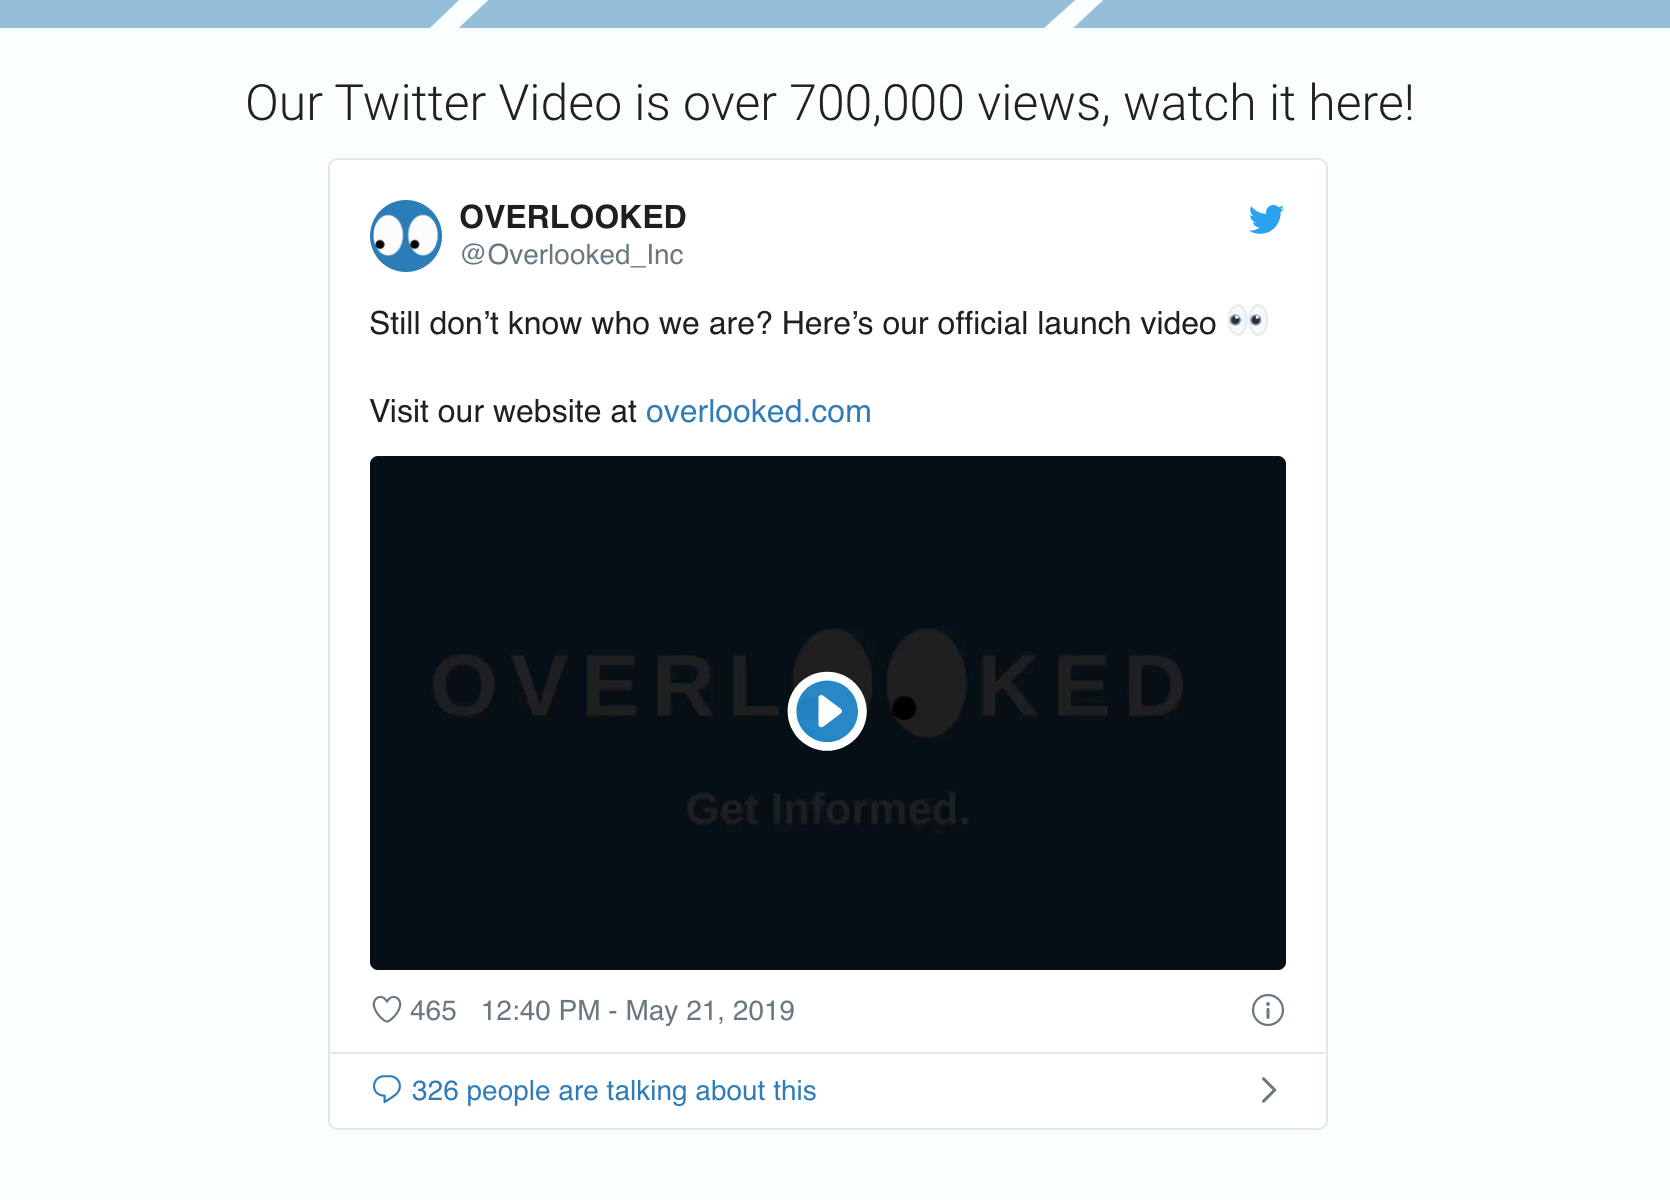 Our Twitter Video is over 700,000 views, watch it here!
OVERLOOKED
@Overlooked_Inc
Still don’t know who we are? Here’s our official launch video 👀
Visit our website at overlooked.com
OVERLOOKED
Get Informed.
465 12:40 PM - May 21, 2019
326 people are talking about this